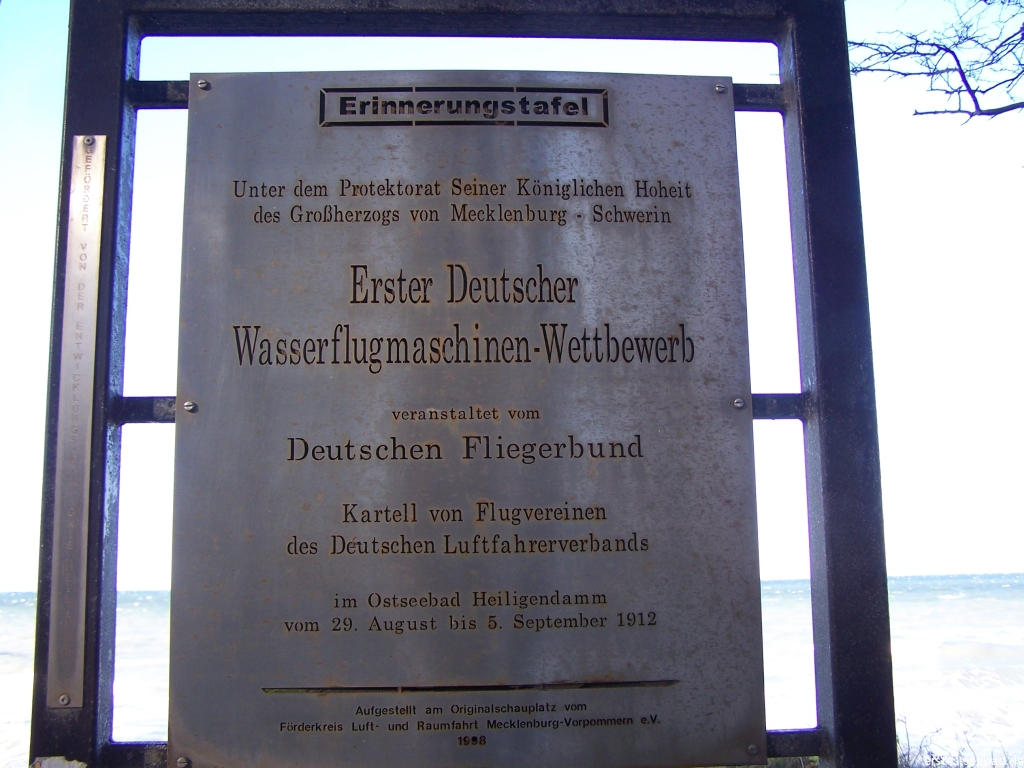 Erinnerungstafel
Unter dem Protektorat Seiner Königlichen Hoheit
des Großherzogs von Mecklenburg - Schwerin
Erster Deutscher
Wasserflugmaschinen-Wettbewerb
veranstaltet vom
Deutschen Fliegerbund
Kartell von Flugvereinen
des Deutschen Luftfahrerverbands
im Ostseebad Heiligendamm
vom 29. August bis 5. September 1912
Aufgestellt am Originalschauplatz vom
Förderkreis Luft- und Raumfahrt Mecklenburg-Vorpommern e.V.
1998
GEFÖRDERT VON DER